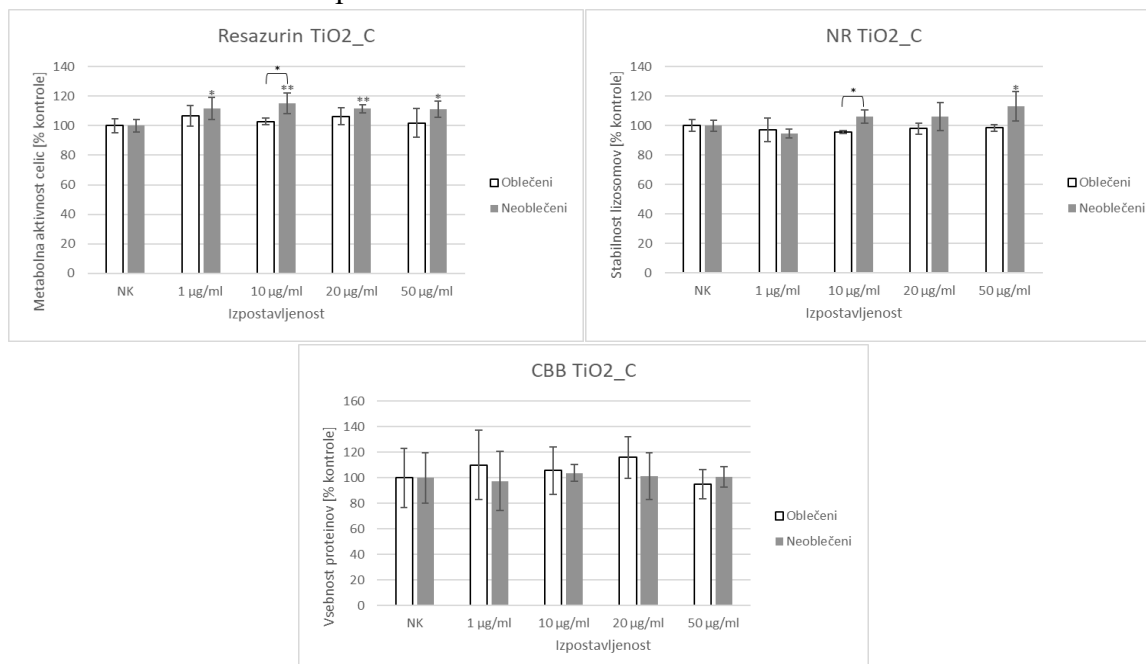 Resazurin TiO2_C
Metabolna aktivnost celic [% kontrole]
140
120
100
80
60
40
20
0
*
*
**
**
*
NK
1 µg/ml
10 µg/ml
20 µg/ml
50 µg/ml
Izpostavljenost
Oblečeni
Neoblečeni
NR TiO2_C
Stabilnost lizosomov [% kontrole]
140
120
100
80
60
40
20
0
*
*
NK
1 µg/ml
10 µg/ml
20 µg/ml
50 µg/ml
Izpostavljenost
Oblečeni
Neoblečeni
CBB TiO2_C
Vsebnost proteinov [% kontrole]
160
140
120
100
80
60
40
20
0
NK
1 µg/ml
10 µg/ml
20 µg/ml
50 µg/ml
Izpostavljenost
Oblečeni
Neoblečeni